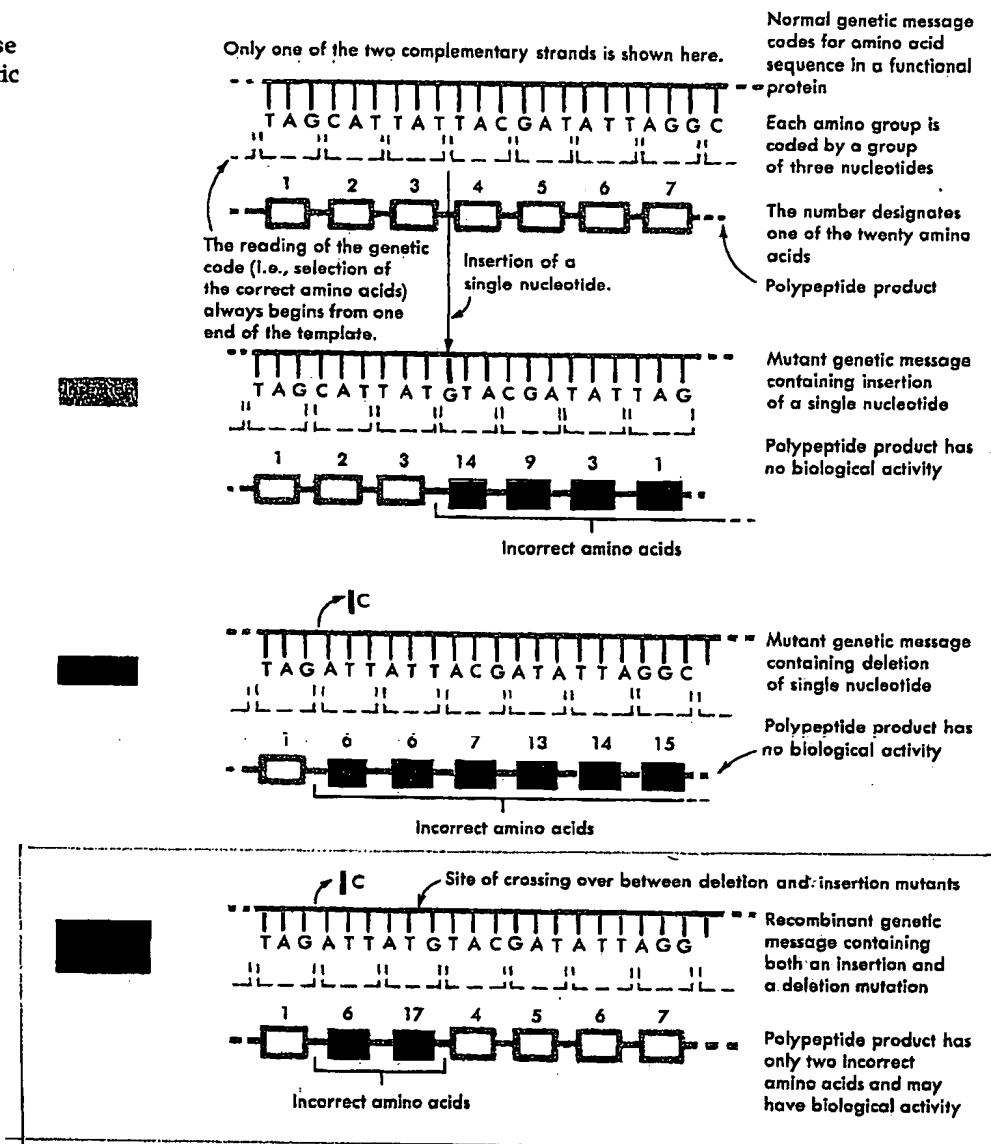 se
ic
Only one of the two complementary strands is shown here.
Normal genetic message
codes for amino acid
sequence in a functional
protein
T A G C A T T A T T A C G A T A T T A G G C
Each amino group is
coded by a group
of three nucleotides
1 2 3 4 5 6 7
The number designates
one of the twenty amino
acids
Polypeptide product
The reading of the genetic
code (i.e., selection of
the correct amino acids)
always begins from one
end of the template.
Insertion of a
single nucleotide.
Mutant genetic message
containing insertion
of a single nucleotide
T A G C A T T A T G T A C G A T A T T A G
Polypeptide product has
no biological activity
1 2 3 14 9 3 1
Incorrect amino acids
C
Mutant genetic message
containing deletion
of single nucleotide
T A G A T T A T T A C G A T A T T A G G C
Polypeptide product has
no biological activity
1 6 6 7 13 14 15
Incorrect amino acids
C
Site of crossing over between deletion and insertion mutants
Recombinant genetic
message containing
both an insertion and
a deletion mutation
T A G A T T A T G T A C G A T A T T A G G
1 6 17 4 5 6 7
Polypeptide product has
only two incorrect
amino acids and may
have biological activity
Incorrect amino acids